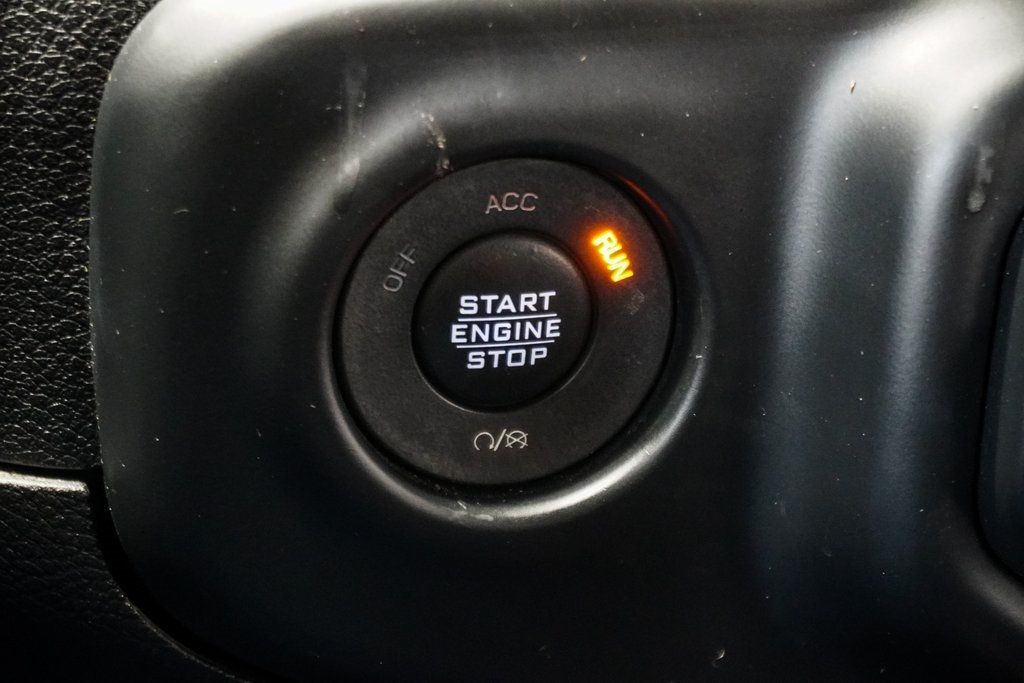 ACC
OFF
RUN
START
ENGINE
STOP